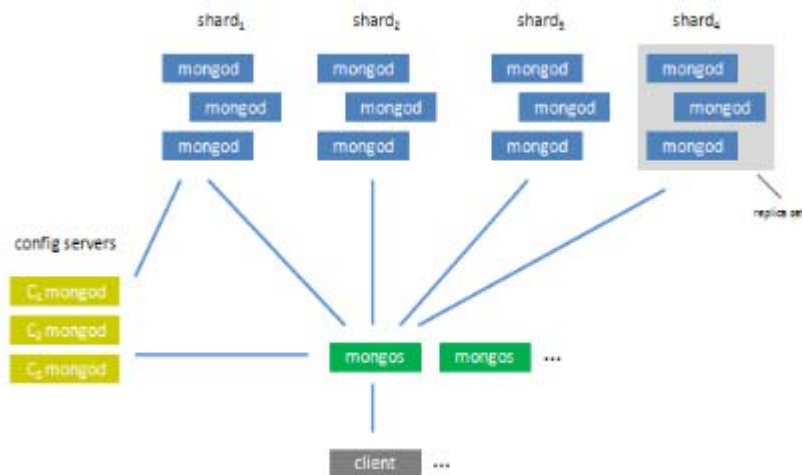 shard₁ shard₂ shard₃ shard₄
mongod mongod mongod mongod
mongod mongod mongod mongod
mongod mongod mongod mongod
replica set
config servers
C₁ mongod
C₂ mongod
C₃ mongod
mongos mongos ...
client ...